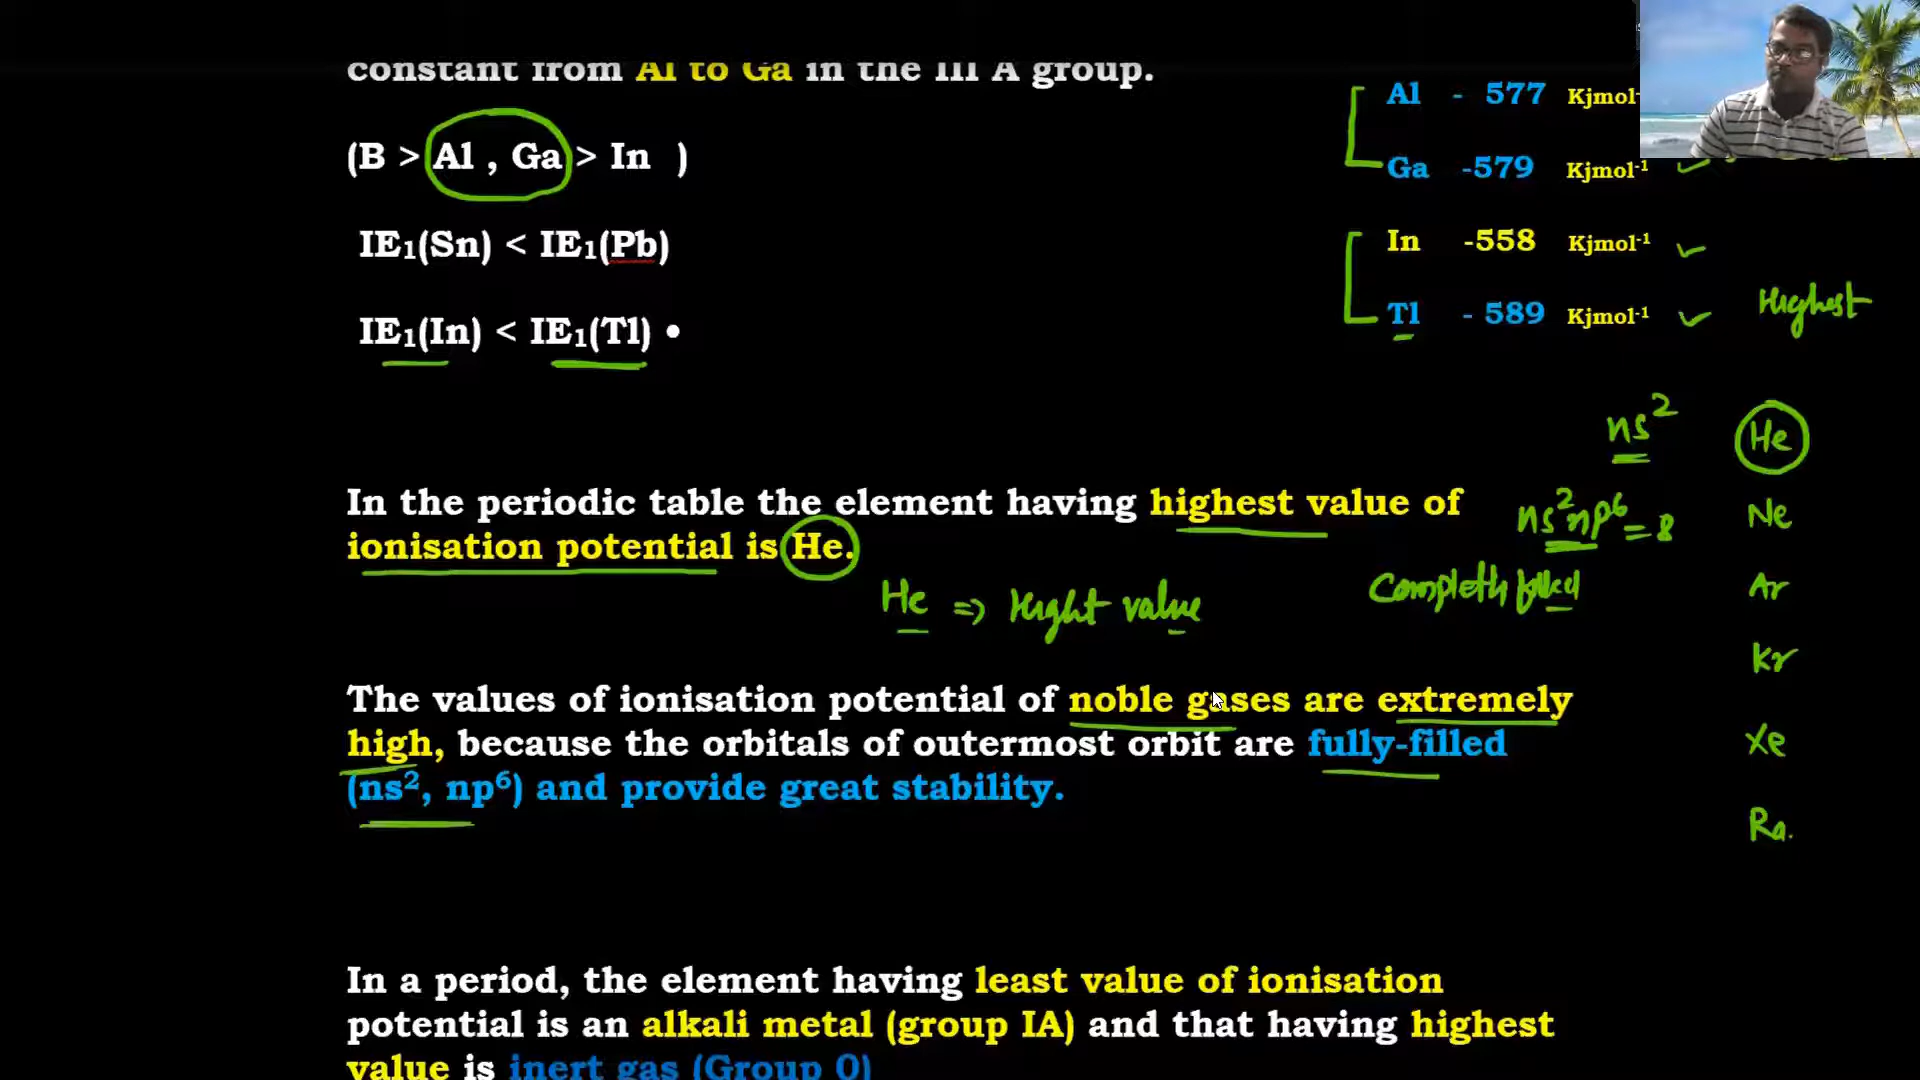 constant from Al to Ga in the III A group.
(B > Al , Ga > In )
IE₁(Sn) < IE₁(Pb)
IE₁(In) < IE₁(Tl) •
Al - 577 Kjmol⁻
Ga -579 Kjmol⁻¹
In -558 Kjmol⁻¹
Tl - 589 Kjmol⁻¹
Highest
ns²
He
In the periodic table the element having highest value of
ionisation potential is He.
ns²np⁶ = 8
Ne
He => Hight value
Ar
Kr
The values of ionisation potential of noble gases are extremely
high, because the orbitals of outermost orbit are fully-filled
(ns², np⁶) and provide great stability.
Xe
Ra.
In a period, the element having least value of ionisation
potential is an alkali metal (group IA) and that having highest
value is inert gas (Group 0)